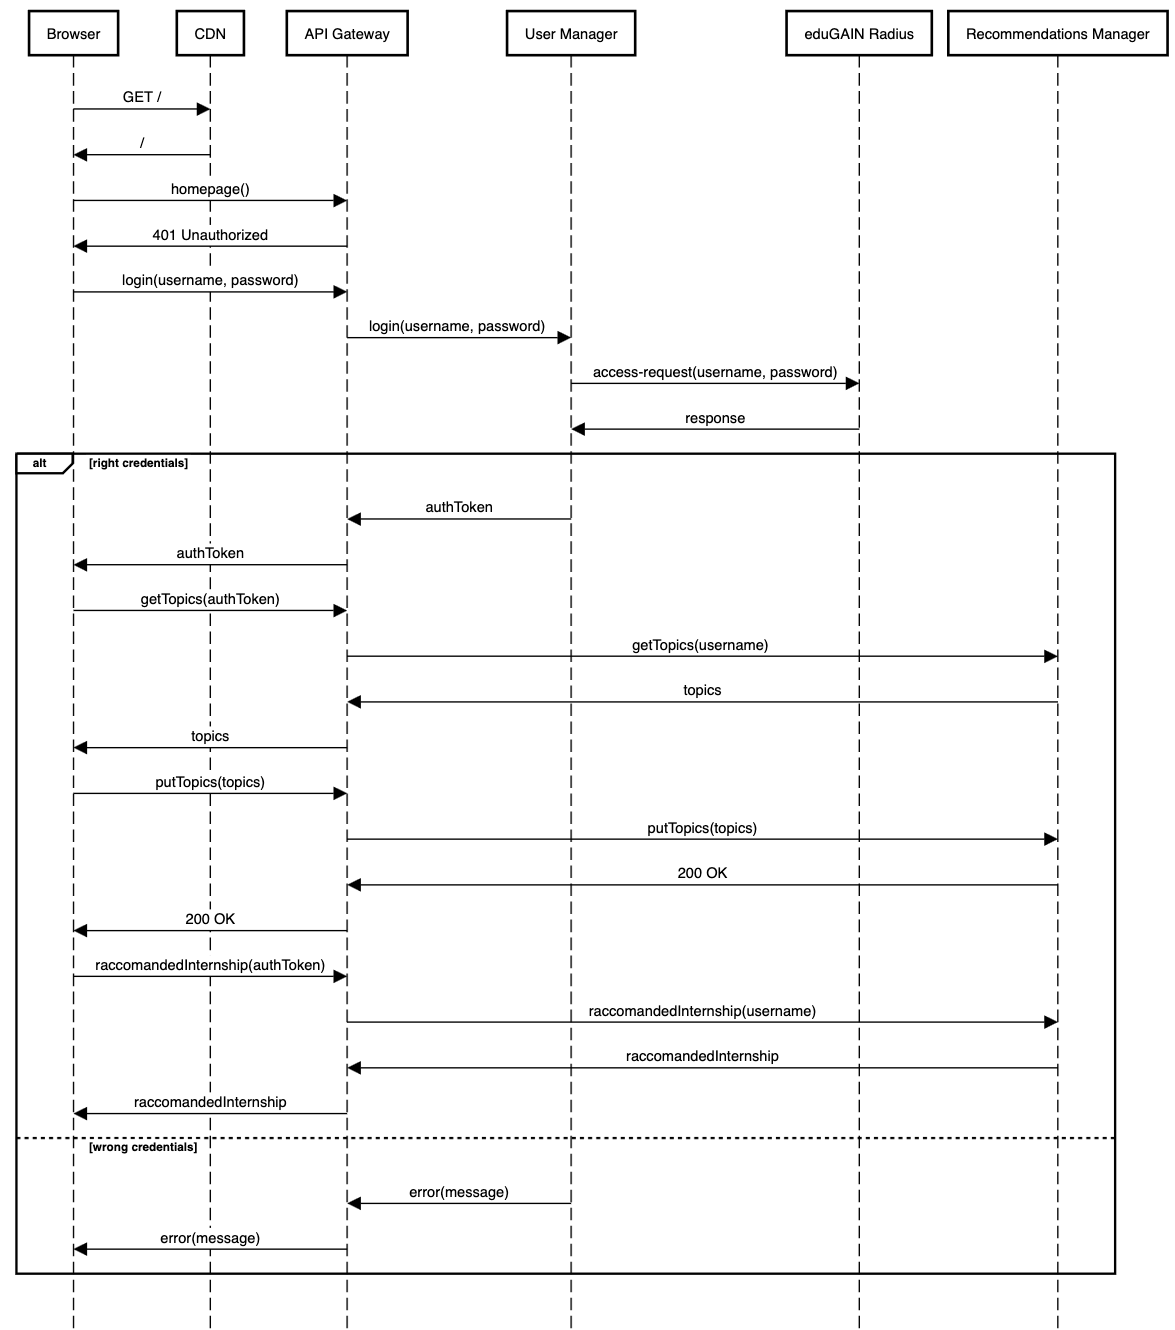 Browser
CDN
API Gateway
User Manager
eduGAIN Radius
Recommendations Manager
GET /
/
homepage()
401 Unauthorized
login(username, password)
login(username, password)
access-request(username, password)
response
alt
[right credentials]
authToken
authToken
getTopics(authToken)
getTopics(username)
topics
topics
putTopics(topics)
putTopics(topics)
200 OK
200 OK
raccomandedInternship(authToken)
raccomandedInternship(username)
raccomandedInternship
raccomandedInternship
[wrong credentials]
error(message)
error(message)